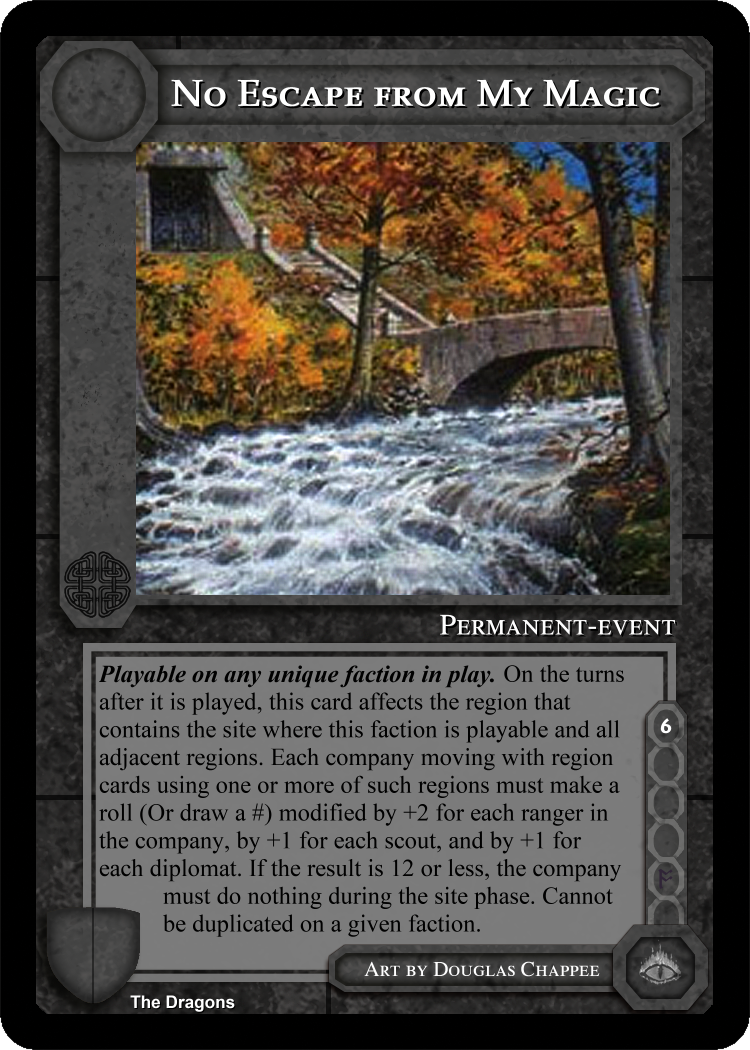 No Escape from My Magic
Permanent-event
Playable on any unique faction in play. On the turns
after it is played, this card affects the region that
contains the site where this faction is playable and all
adjacent regions. Each company moving with region
cards using one or more of such regions must make a
roll (Or draw a #) modified by +2 for each ranger in
the company, by +1 for each scout, and by +1 for
each diplomat. If the result is 12 or less, the company
must do nothing during the site phase. Cannot
be duplicated on a given faction.
6
Art by Douglas Chappee
The Dragons